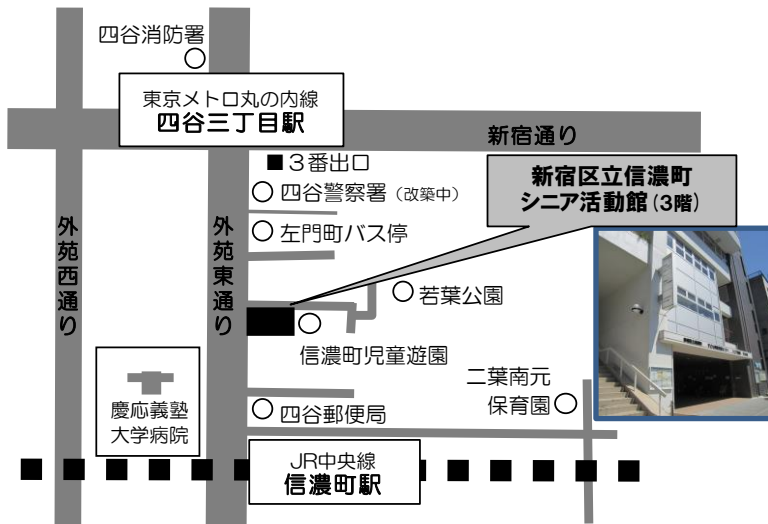 四谷消防署
東京メトロ丸の内線
四谷三丁目駅
新宿通り
■３番出口
四谷警察署（改築中）
新宿区立信濃町
シニア活動館（3階）
左門町バス停
外苑西通り
外苑東通り
若葉公園
信濃町児童遊園
二葉南元
保育園
慶応義塾
大学病院
四谷郵便局
JR中央線
信濃町駅